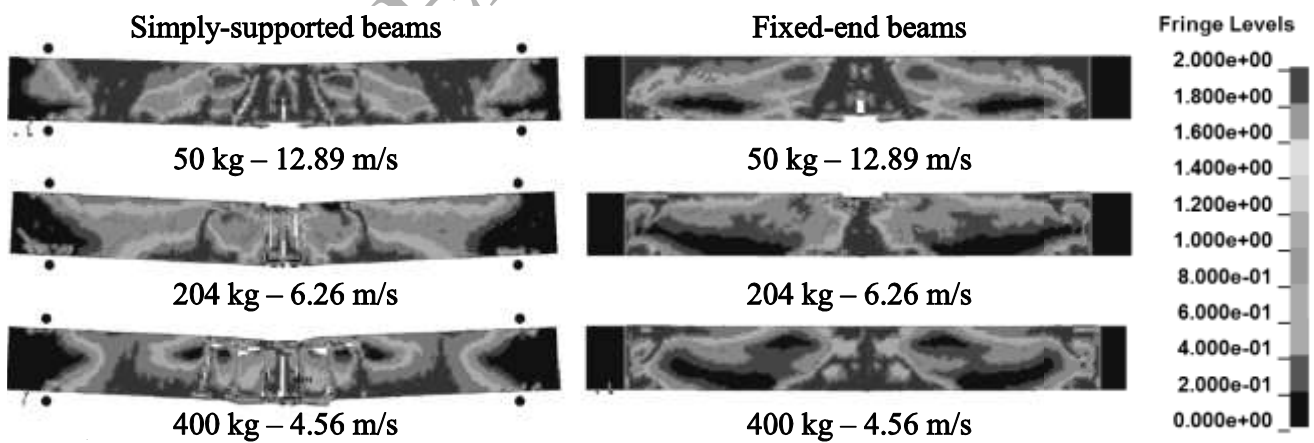 Simply-supported beams
Fixed-end beams
Fringe Levels
2.000e+00
1.800e+00
1.600e+00
1.400e+00
1.200e+00
1.000e+00
8.000e-01
6.000e-01
4.000e-01
2.000e-01
0.000e+00
50 kg – 12.89 m/s
50 kg – 12.89 m/s
204 kg – 6.26 m/s
204 kg – 6.26 m/s
400 kg – 4.56 m/s
400 kg – 4.56 m/s